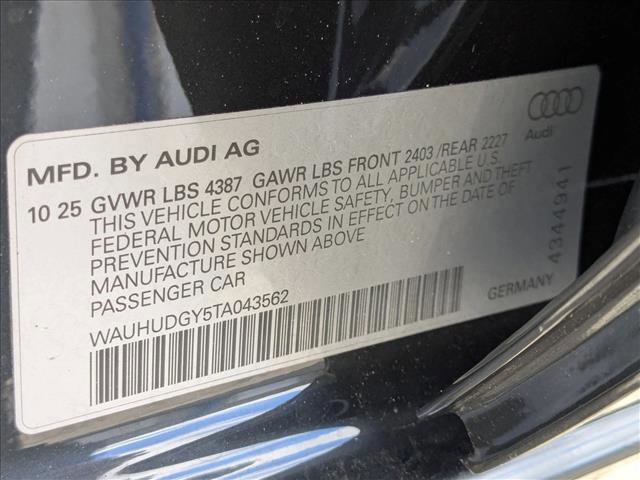 Audi
MFD. BY AUDI AG
10 25 GVWR LBS 4387 GAWR LBS FRONT 2403 /REAR 2227
THIS VEHICLE CONFORMS TO ALL APPLICABLE U.S.
FEDERAL MOTOR VEHICLE SAFETY, BUMPER AND THEFT
PREVENTION STANDARDS IN EFFECT ON THE DATE OF
MANUFACTURE SHOWN ABOVE
PASSENGER CAR
WAUHUDGY5TA043562
GERMANY
4344941